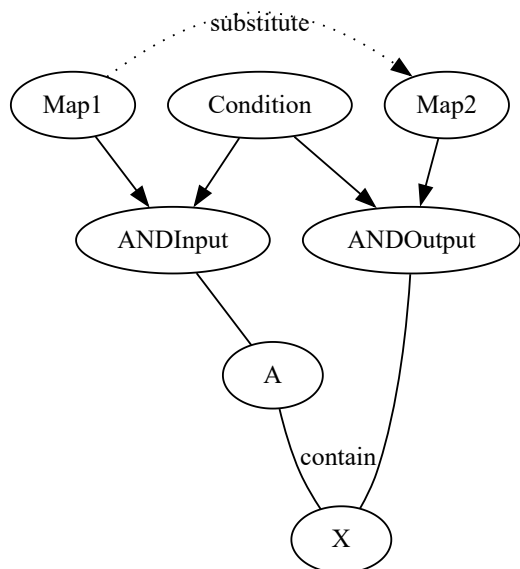 substitute
Map1
Condition
Map2
ANDInput
ANDOutput
A
contain
X